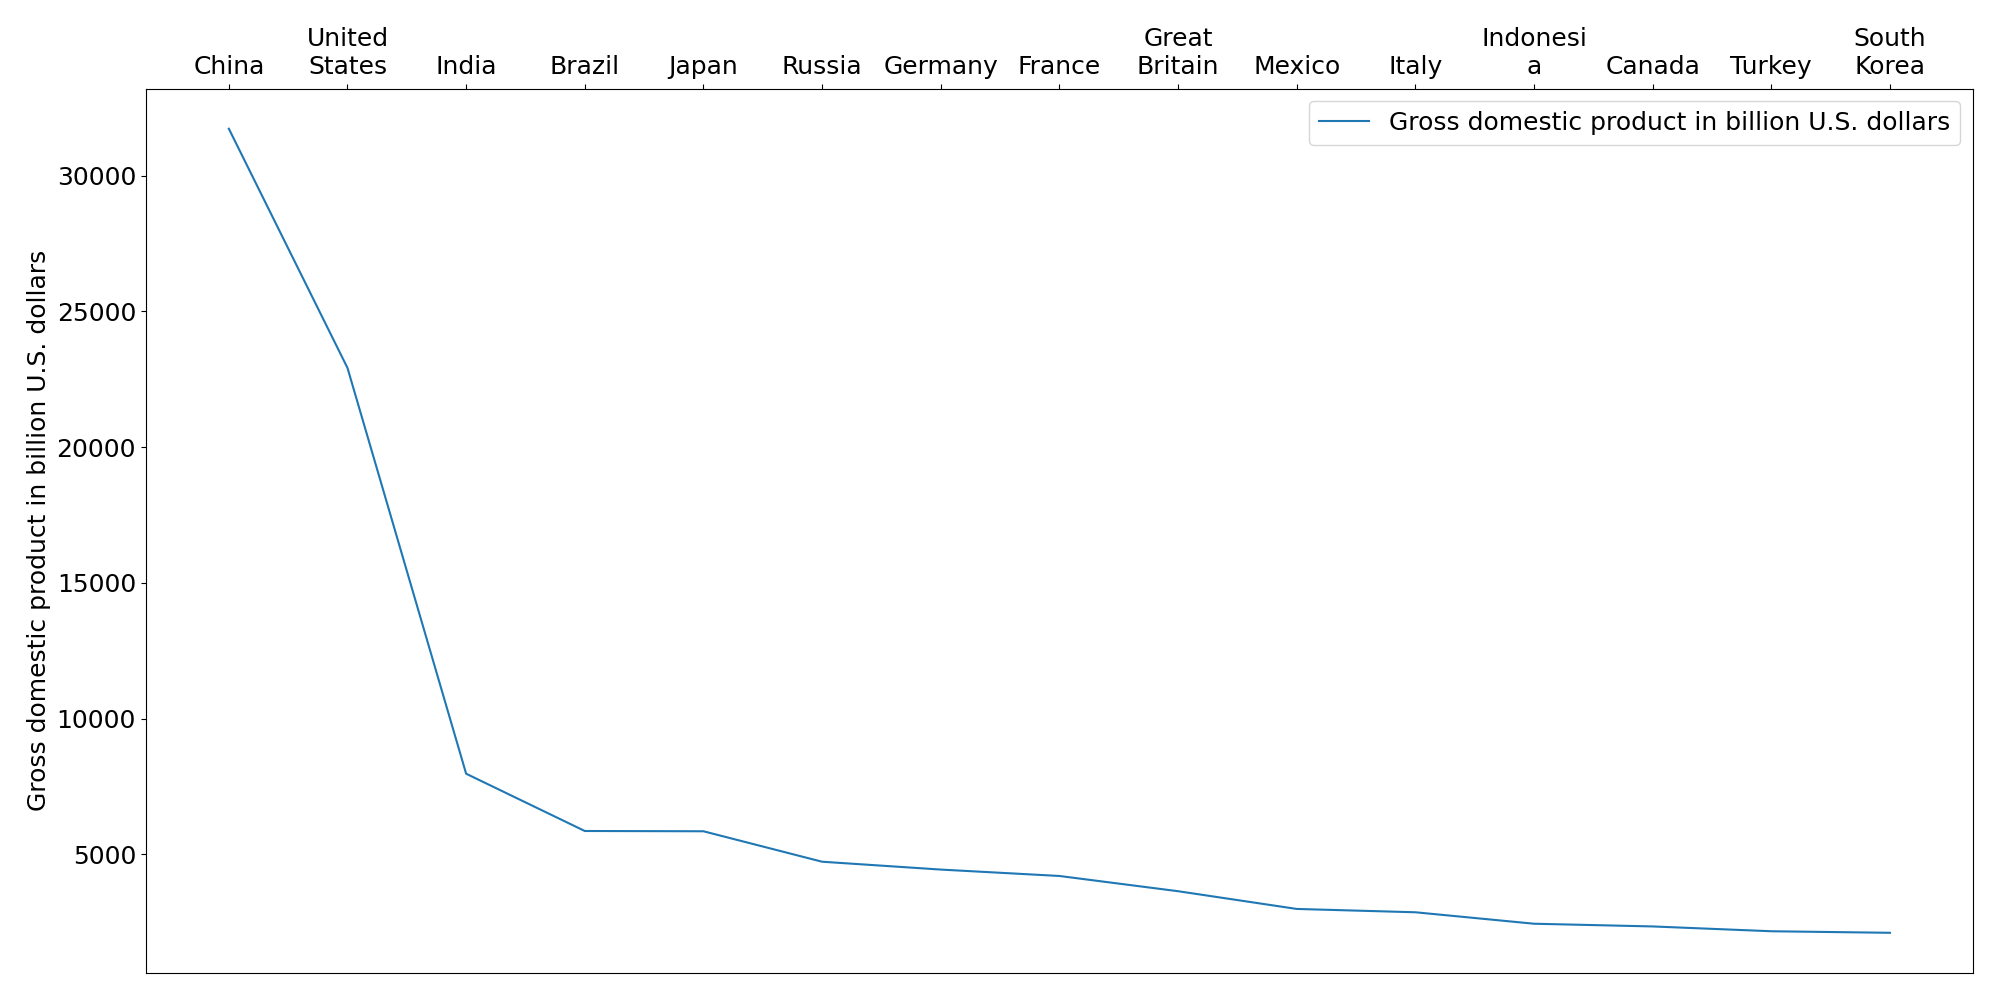 China
United
States
India
Brazil
Japan
Russia
Germany
France
Great
Britain
Mexico
Italy
Indonesi
a
Canada
Turkey
South
Korea
Gross domestic product in billion U.S. dollars
30000
25000
20000
15000
10000
5000
Gross domestic product in billion U.S. dollars